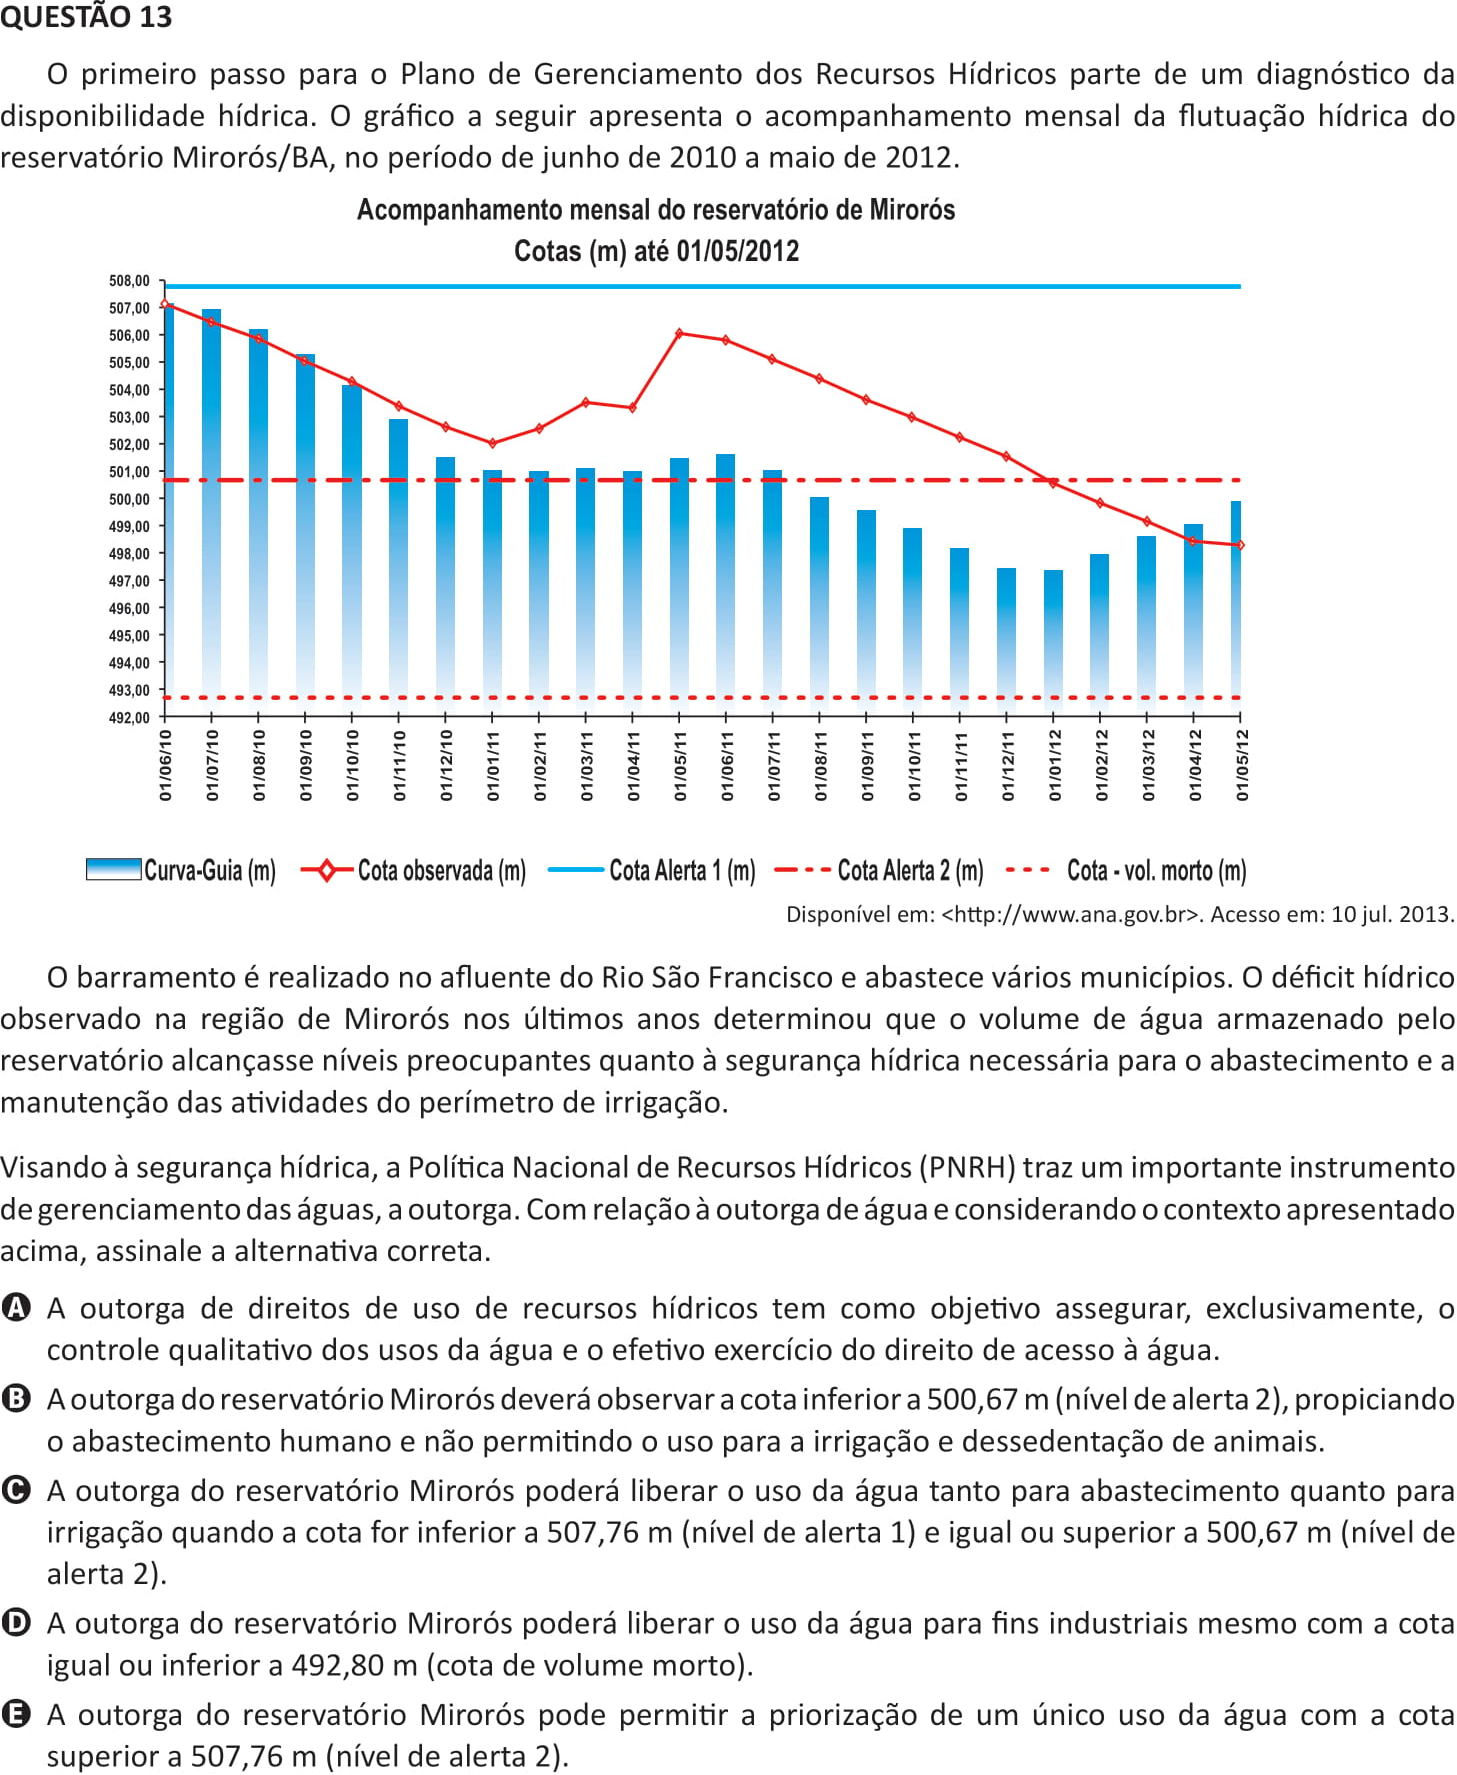 QUESTÃO 13
O primeiro passo para o Plano de Gerenciamento dos Recursos Hídricos parte de um diagnóstico da
disponibilidade hídrica. O gráfico a seguir apresenta o acompanhamento mensal da flutuação hídrica do
reservatório Mirorós/BA, no período de junho de 2010 a maio de 2012.
Acompanhamento mensal do reservatório de Mirorós
Cotas (m) até 01/05/2012
508,00
507,00
506,00
505,00
504,00
503,00
502,00
501,00
500,00
499,00
498,00
497,00
496,00
495,00
494,00
493,00
492,00
01/06/10
01/07/10
01/08/10
01/09/10
01/10/10
01/11/10
01/12/10
01/01/11
01/02/11
01/03/11
01/04/11
01/05/11
01/06/11
01/07/11
01/08/11
01/09/11
01/10/11
01/11/11
01/12/11
01/01/12
01/02/12
01/03/12
01/04/12
01/05/12
Curva-Guia (m) Cota observada (m) Cota Alerta 1 (m) Cota Alerta 2 (m) Cota - vol. morto (m)
Disponível em: <http://www.ana.gov.br>. Acesso em: 10 jul. 2013.
O barramento é realizado no afluente do Rio São Francisco e abastece vários municípios. O déficit hídrico
observado na região de Mirorós nos últimos anos determinou que o volume de água armazenado pelo
reservatório alcançasse níveis preocupantes quanto à segurança hídrica necessária para o abastecimento e a
manutenção das atividades do perímetro de irrigação.
Visando à segurança hídrica, a Política Nacional de Recursos Hídricos (PNRH) traz um importante instrumento
de gerenciamento das águas, a outorga. Com relação à outorga de água e considerando o contexto apresentado
acima, assinale a alternativa correta.
A A outorga de direitos de uso de recursos hídricos tem como objetivo assegurar, exclusivamente, o
controle qualitativo dos usos da água e o efetivo exercício do direito de acesso à água.
B A outorga do reservatório Mirorós deverá observar a cota inferior a 500,67 m (nível de alerta 2), propiciando
o abastecimento humano e não permitindo o uso para a irrigação e dessedentação de animais.
C A outorga do reservatório Mirorós poderá liberar o uso da água tanto para abastecimento quanto para
irrigação quando a cota for inferior a 507,76 m (nível de alerta 1) e igual ou superior a 500,67 m (nível de
alerta 2).
D A outorga do reservatório Mirorós poderá liberar o uso da água para fins industriais mesmo com a cota
igual ou inferior a 492,80 m (cota de volume morto).
E A outorga do reservatório Mirorós pode permitir a priorização de um único uso da água com a cota
superior a 507,76 m (nível de alerta 2).